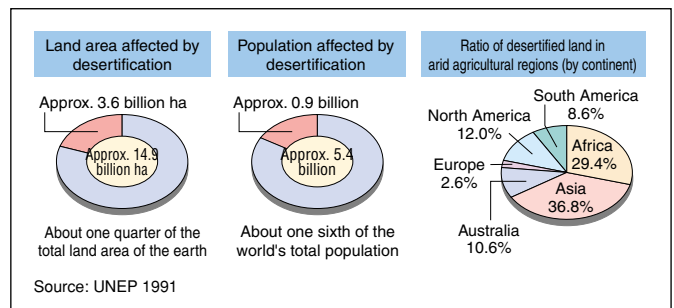 Land area affected by
desertification
Approx. 3.6 billion ha
Approx. 14.9
billion ha
About one quarter of the
total land area of the earth
Population affected by
desertification
Approx. 0.9 billion
Approx. 5.4
billion
About one sixth of the
world's total population
Ratio of desertified land in
arid agricultural regions (by continent)
South America
8.6%
North America
12.0%
Africa
29.4%
Europe
2.6%
Asia
36.8%
Australia
10.6%
Source: UNEP 1991